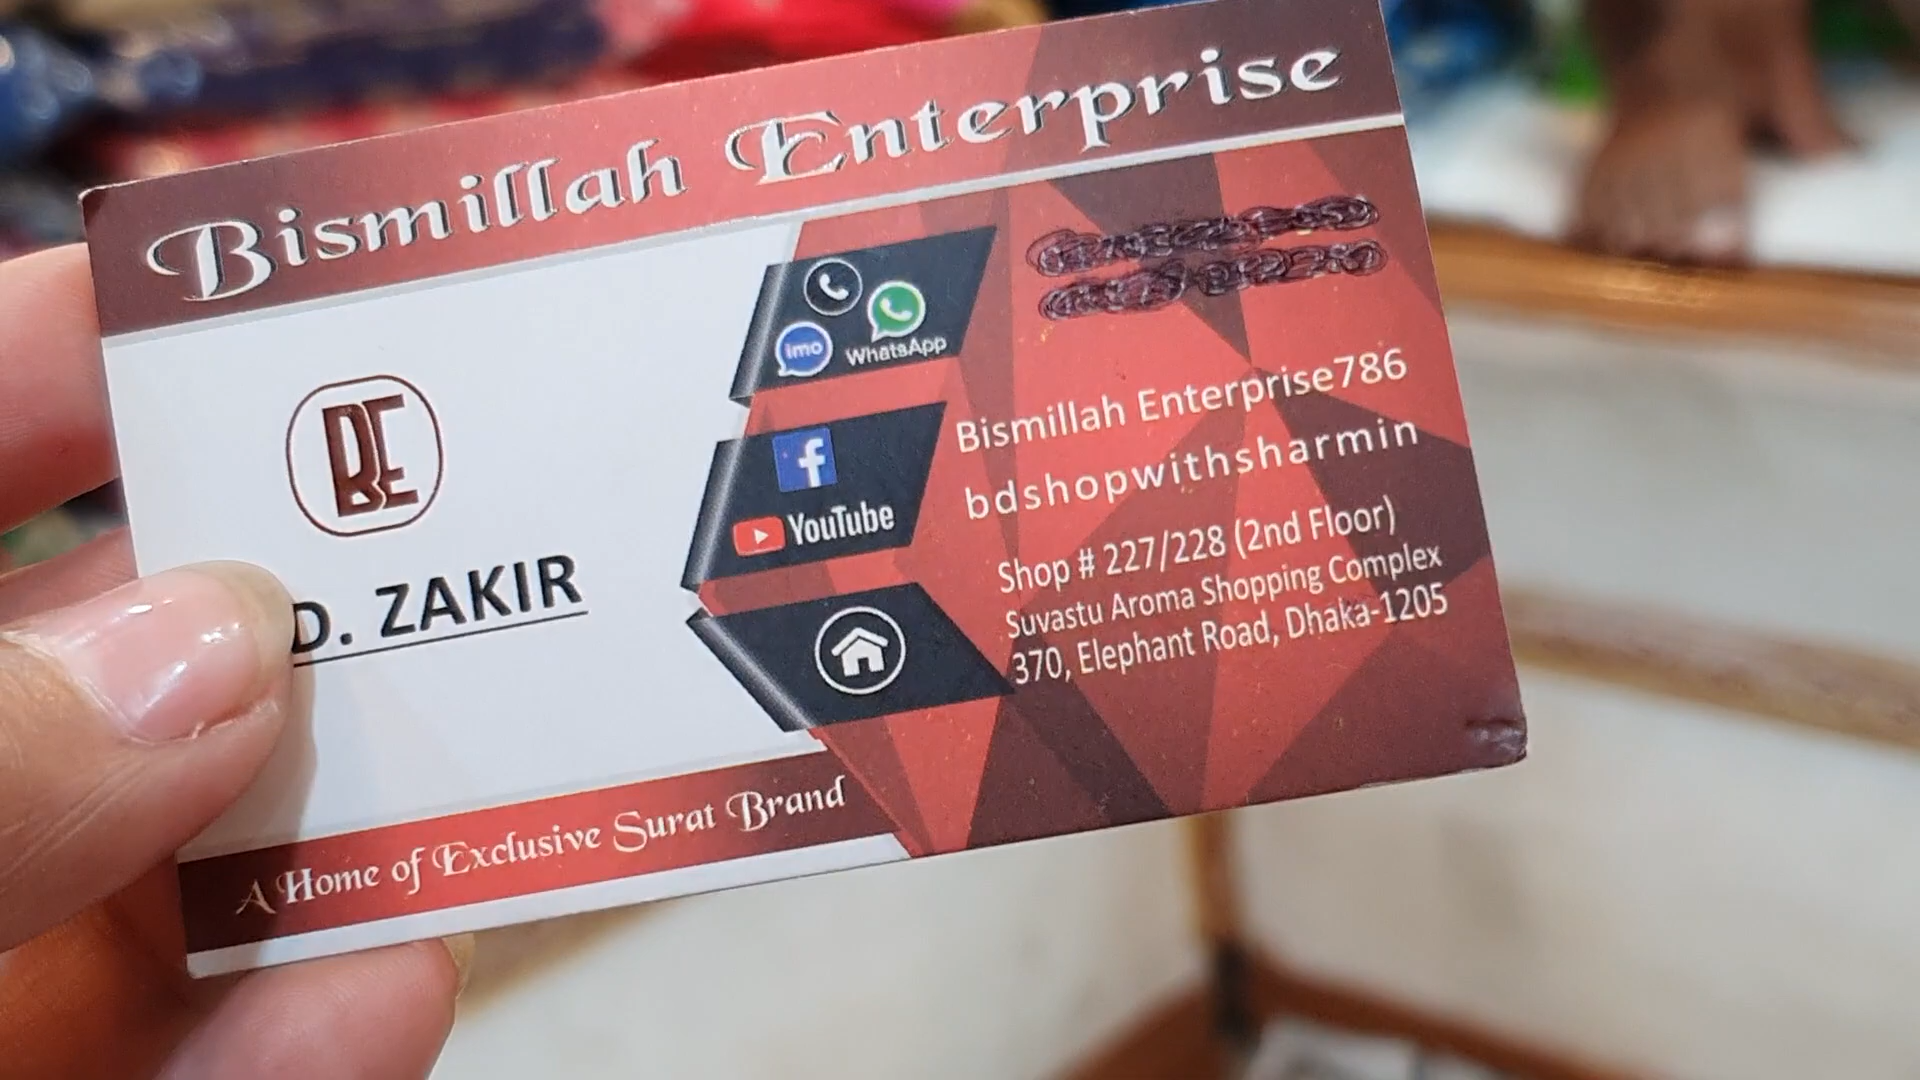 Bismillah Enterprise
BE
D. ZAKIR
A Home of Exclusive Surat Brand
imo
WhatsApp
f
YouTube
Bismillah Enterprise786
bdshopwithsharmin
Shop # 227/228 (2nd Floor)
Suvastu Aroma Shopping Complex
370, Elephant Road, Dhaka-1205